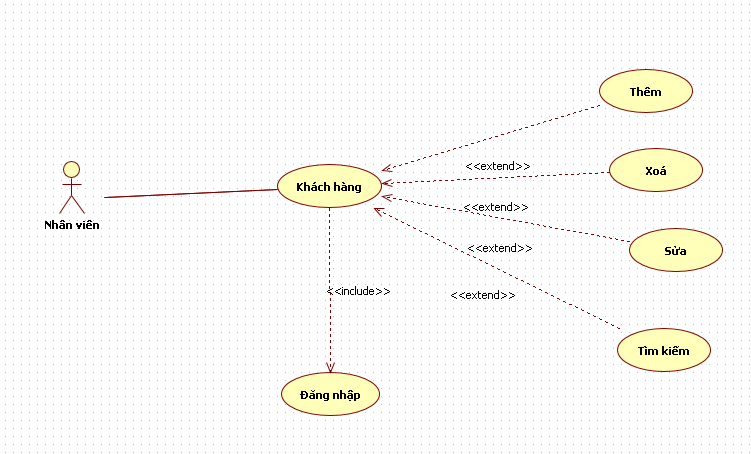 Thêm
<<extend>>
Xoá
Khách hàng
<<extend>>
Nhân viên
<<extend>>
Sửa
<<include>>
<<extend>>
Tìm kiếm
Đăng nhập